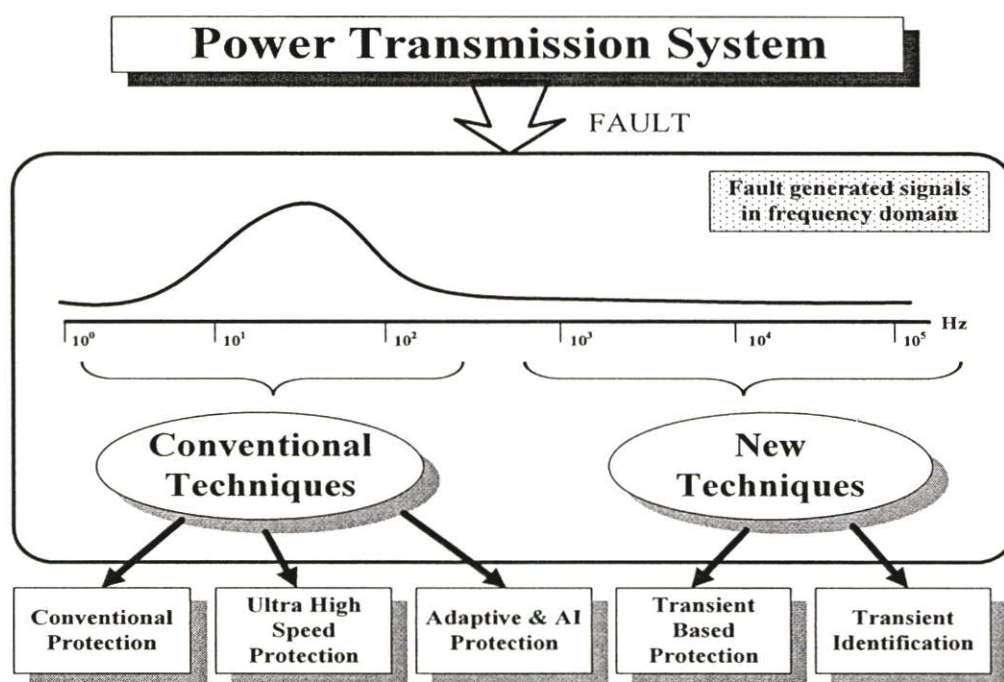 Power Transmission System
FAULT
Fault generated signals
in frequency domain
Hz
10⁰ 10¹ 10² 10³ 10⁴ 10⁵
Conventional
Techniques
New
Techniques
Conventional
Protection
Ultra High
Speed
Protection
Adaptive & AI
Protection
Transient
Based
Protection
Transient
Identification